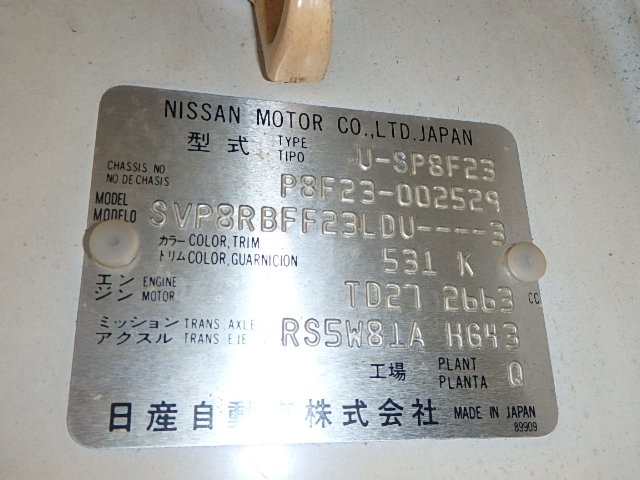 NISSAN MOTOR CO.,LTD.JAPAN
型式 TYPE TIPO U-SP8F23
CHASSIS NO NO DE CHASIS P8F23-002529
MODEL MODELO SVP8RBFF23LDU----3
カラー COLOR,TRIM トリム COLOR,GUARNICION 531 K
エンジン ENGINE MOTOR TD27 2663 CC
ミッション TRANS. AXLE アクスル TRANS EJE RS5W81A HG43
工場 PLANT PLANTA Q
日産自動 株式会社 MADE IN JAPAN
89909